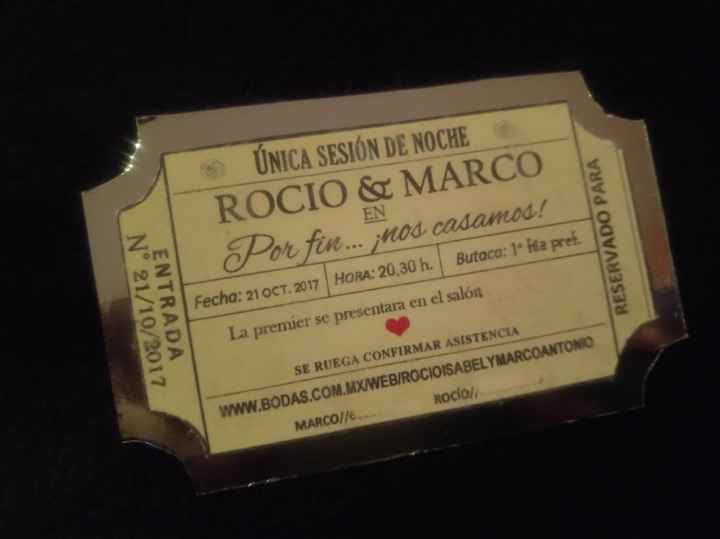 ÚNICA SESIÓN DE NOCHE
ROCIO & MARCO
EN
Por fin... ¡nos casamos!
Fecha: 21 OCT. 2017
HORA: 20,30 h.
Butaca: 1ª fila pref.
La premier se presentara en el salón
SE RUEGA CONFIRMAR ASISTENCIA
WWW.BODAS.COM.MX/WEB/ROCIOISABELYMARCOANTONIO
MARCO//6
ROCÍO//
ENTRADA
Nº 21/10/2017
RESERVADO PARA